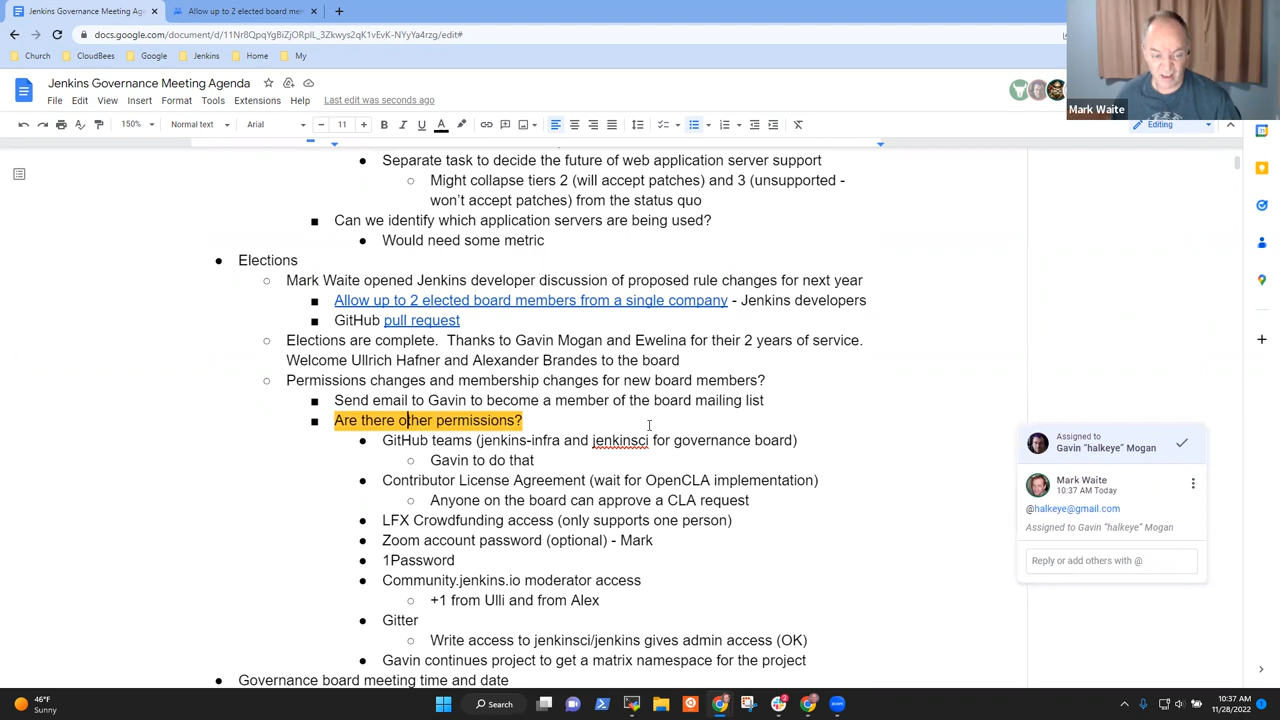 Jenkins Governance Meeting Age
Allow up to 2 elected board mem
docs.google.com/document/d/11Nr8QpqYgBiZjORpIL_3Zkwys2qK1vEvK-NYyYa4rzg/edit#
Church
CloudBees
Google
Jenkins
Home
My
Jenkins Governance Meeting Agenda
File Edit View Insert Format Tools Extensions Help Last edit was seconds ago
150% Normal text Arial 11 Editing
Mark Waite
Separate task to decide the future of web application server support
Might collapse tiers 2 (will accept patches) and 3 (unsupported -
won't accept patches) from the status quo
Can we identify which application servers are being used?
Would need some metric
Elections
Mark Waite opened Jenkins developer discussion of proposed rule changes for next year
Allow up to 2 elected board members from a single company - Jenkins developers
GitHub pull request
Elections are complete. Thanks to Gavin Mogan and Ewelina for their 2 years of service.
Welcome Ullrich Hafner and Alexander Brandes to the board
Permissions changes and membership changes for new board members?
Send email to Gavin to become a member of the board mailing list
Are there other permissions?
GitHub teams (jenkins-infra and jenkinsci for governance board)
Gavin to do that
Contributor License Agreement (wait for OpenCLA implementation)
Anyone on the board can approve a CLA request
LFX Crowdfunding access (only supports one person)
Zoom account password (optional) - Mark
1Password
Community.jenkins.io moderator access
+1 from Ulli and from Alex
Gitter
Write access to jenkinsci/jenkins gives admin access (OK)
Gavin continues project to get a matrix namespace for the project
Governance board meeting time and date
Assigned to
Gavin "halkeye" Mogan
Mark Waite
10:37 AM Today
@halkeye@gmail.com
Assigned to Gavin "halkeye" Mogan
Reply or add others with @
46°F
Sunny
Search
10:37 AM
11/28/2022